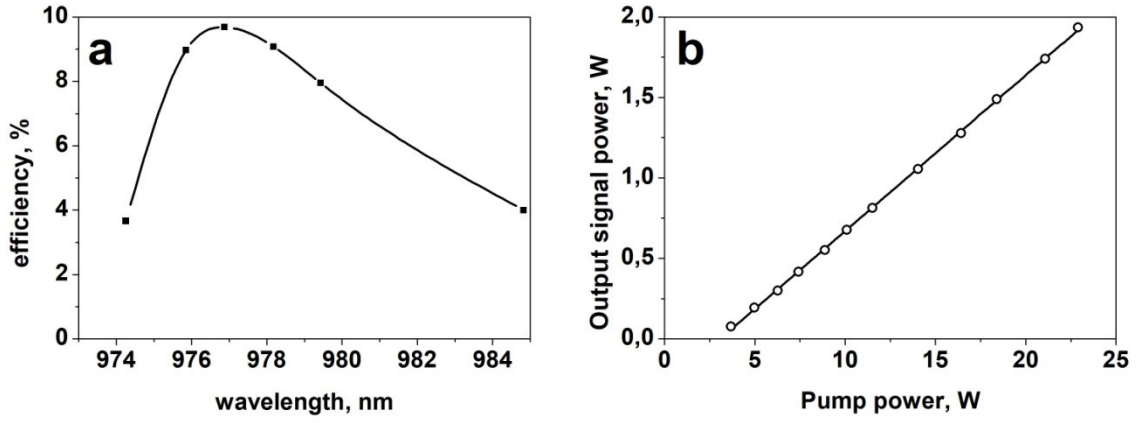 a
efficiency, %
10
8
6
4
2
0
974 976 978 980 982 984
wavelength, nm
b
Output signal power, W
2,0
1,5
1,0
0,5
0,0
0 5 10 15 20 25
Pump power, W